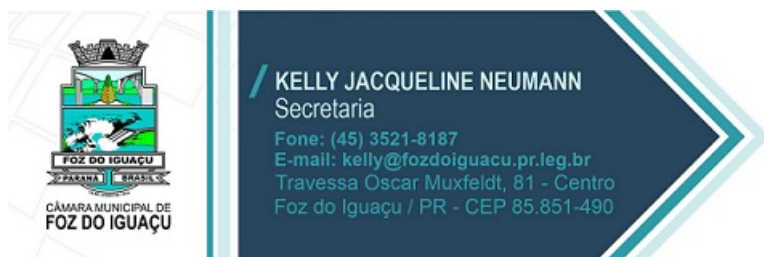 FOZ DO IGUAÇU
PARANÁ BRASIL
CÂMARA MUNICIPAL DE
FOZ DO IGUAÇU
KELLY JACQUELINE NEUMANN
Secretaria
Fone: (45) 3521-8187
E-mail: kelly@fozdoiguacu.pr.leg.br
Travessa Oscar Muxfeldt, 81 - Centro
Foz do Iguaçu / PR - CEP 85.851-490